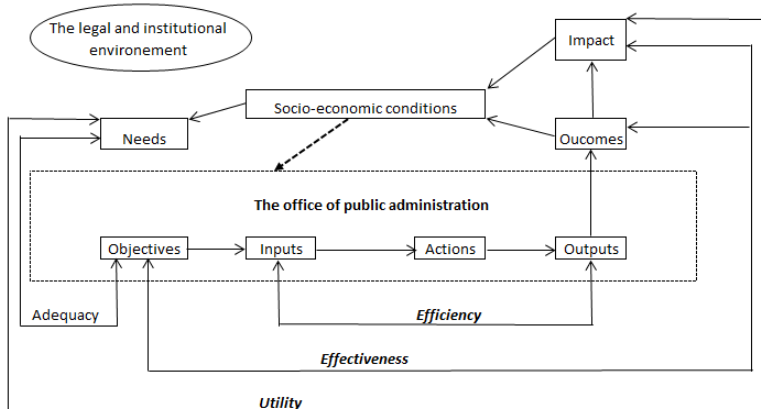 The legal and institutional
environement
Impact
Socio-economic conditions
Needs
Oucomes
The office of public administration
Objectives
Inputs
Actions
Outputs
Adequacy
Efficiency
Effectiveness
Utility